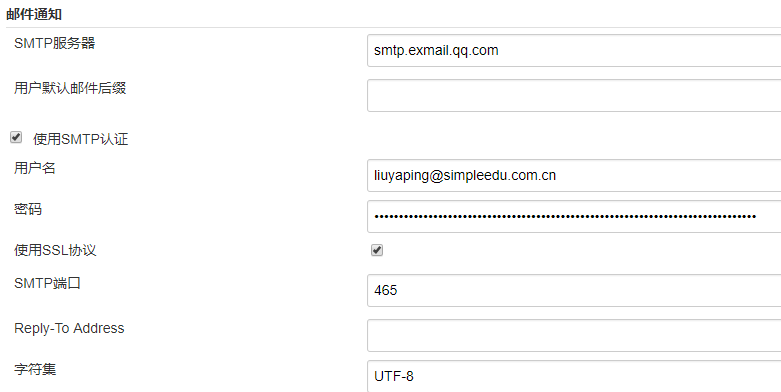 邮件通知
SMTP服务器 smtp.exmail.qq.com
用户默认邮件后缀
使用SMTP认证
用户名 liuyaping@simpleedu.com.cn
密码
使用SSL协议
SMTP端口 465
Reply-To Address
字符集 UTF-8